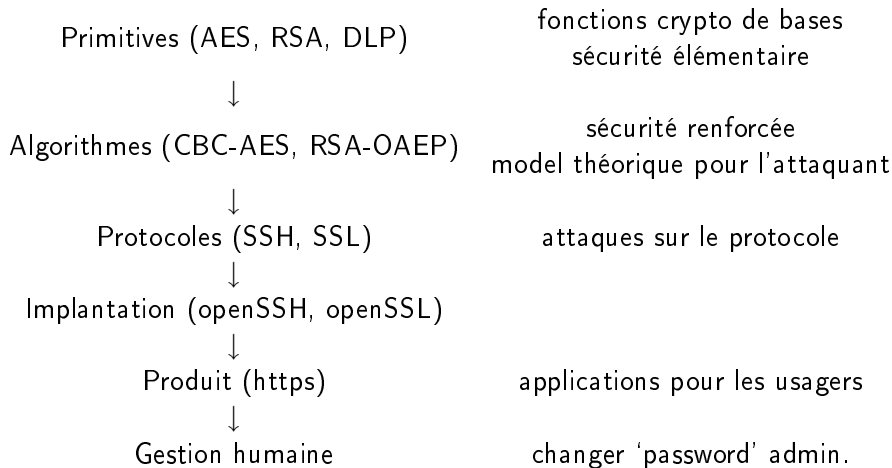 Primitives (AES, RSA, DLP)
fonctions crypto de bases
sécurité élémentaire
↓
Algorithmes (CBC-AES, RSA-OAEP)
sécurité renforcée
model théorique pour l'attaquant
↓
Protocoles (SSH, SSL)
attaques sur le protocole
↓
Implantation (openSSH, openSSL)
↓
Produit (https)
applications pour les usagers
↓
Gestion humaine
changer ‘password’ admin.